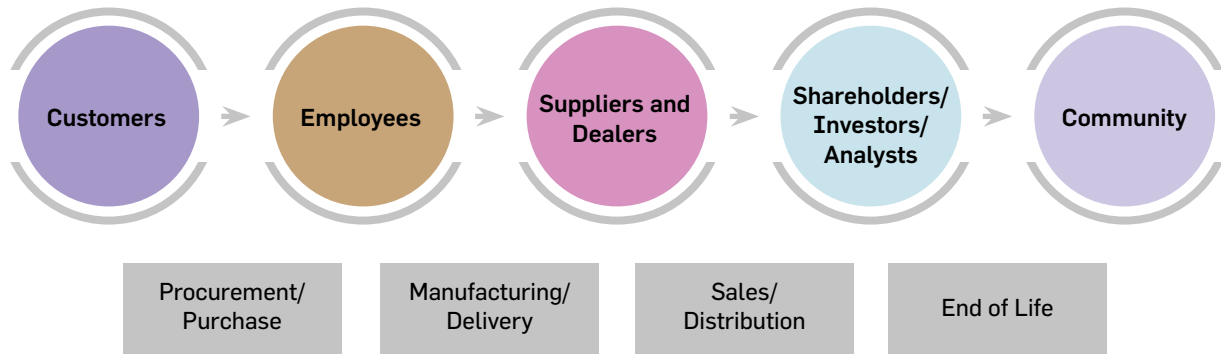 Customers
Employees
Suppliers and
Dealers
Shareholders/
Investors/
Analysts
Community
Procurement/
Purchase
Manufacturing/
Delivery
Sales/
Distribution
End of Life